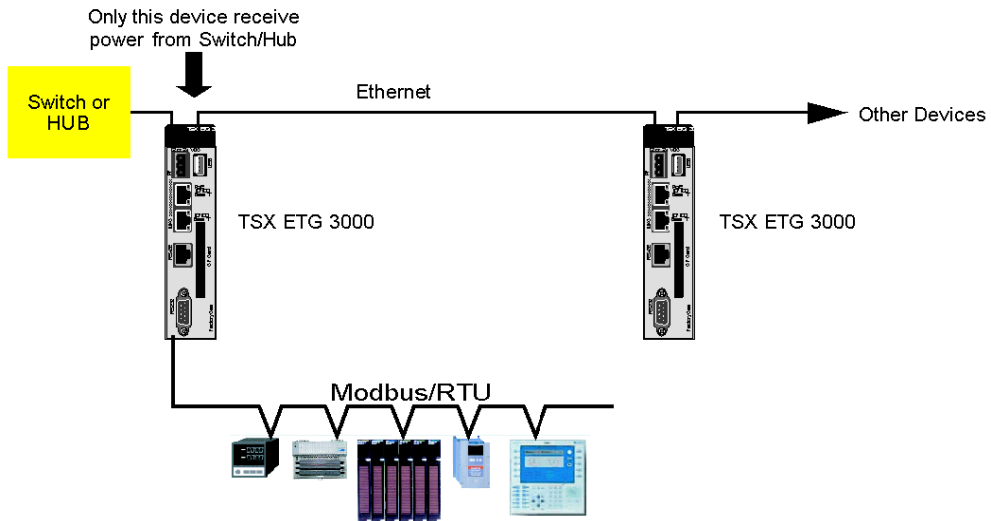 Only this device receive
power from Switch/Hub
Switch or
HUB
Ethernet
Other Devices
TSX ETG 3000
TSX ETG 3000
Modbus/RTU